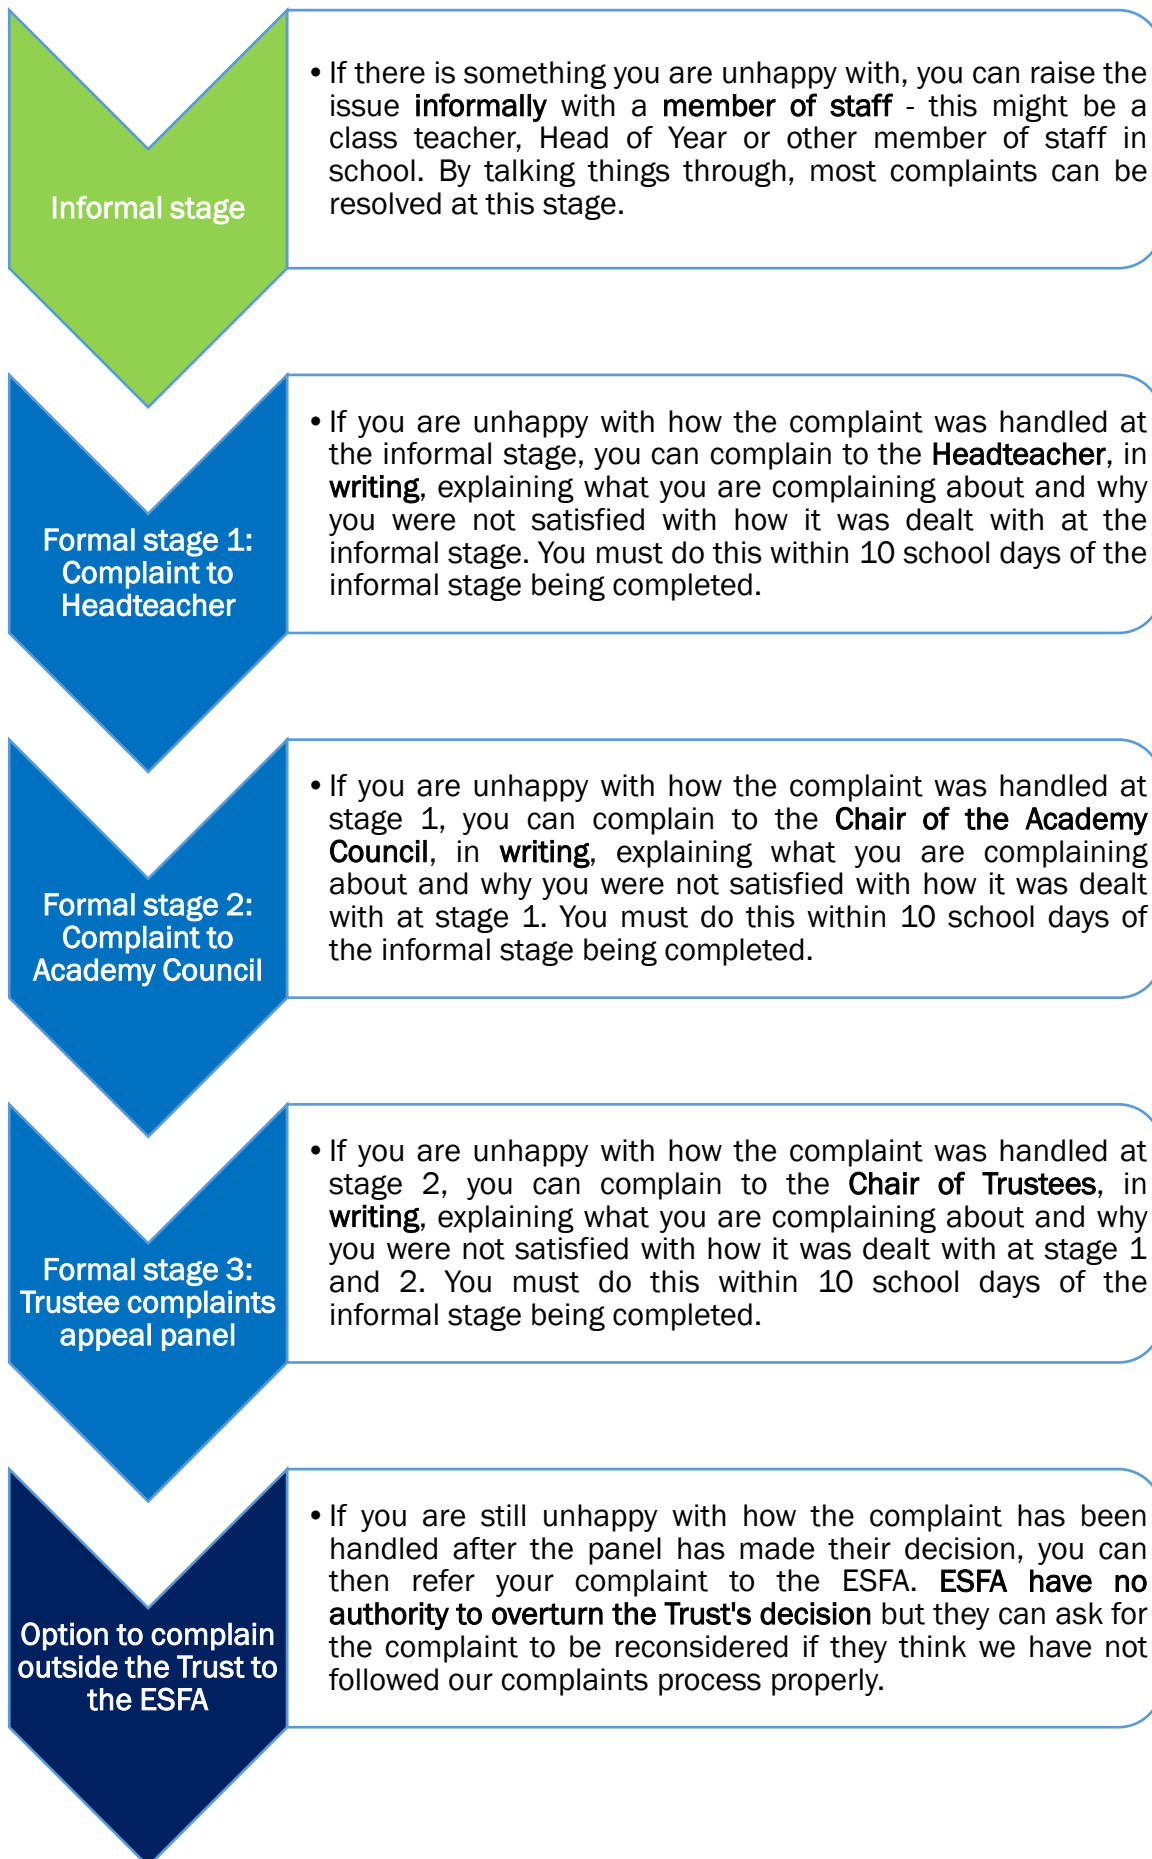 Informal stage
• If there is something you are unhappy with, you can raise the
issue informally with a member of staff - this might be a
class teacher, Head of Year or other member of staff in
school. By talking things through, most complaints can be
resolved at this stage.
Formal stage 1:
Complaint to
Headteacher
• If you are unhappy with how the complaint was handled at
the informal stage, you can complain to the Headteacher, in
writing, explaining what you are complaining about and why
you were not satisfied with how it was dealt with at the
informal stage. You must do this within 10 school days of the
informal stage being completed.
Formal stage 2:
Complaint to
Academy Council
• If you are unhappy with how the complaint was handled at
stage 1, you can complain to the Chair of the Academy
Council, in writing, explaining what you are complaining
about and why you were not satisfied with how it was dealt
with at stage 1. You must do this within 10 school days of
the informal stage being completed.
Formal stage 3:
Trustee complaints
appeal panel
• If you are unhappy with how the complaint was handled at
stage 2, you can complain to the Chair of Trustees, in
writing, explaining what you are complaining about and why
you were not satisfied with how it was dealt with at stage 1
and 2. You must do this within 10 school days of the
informal stage being completed.
Option to complain
outside the Trust to
the ESFA
• If you are still unhappy with how the complaint has been
handled after the panel has made their decision, you can
then refer your complaint to the ESFA. ESFA have no
authority to overturn the Trust's decision but they can ask for
the complaint to be reconsidered if they think we have not
followed our complaints process properly.